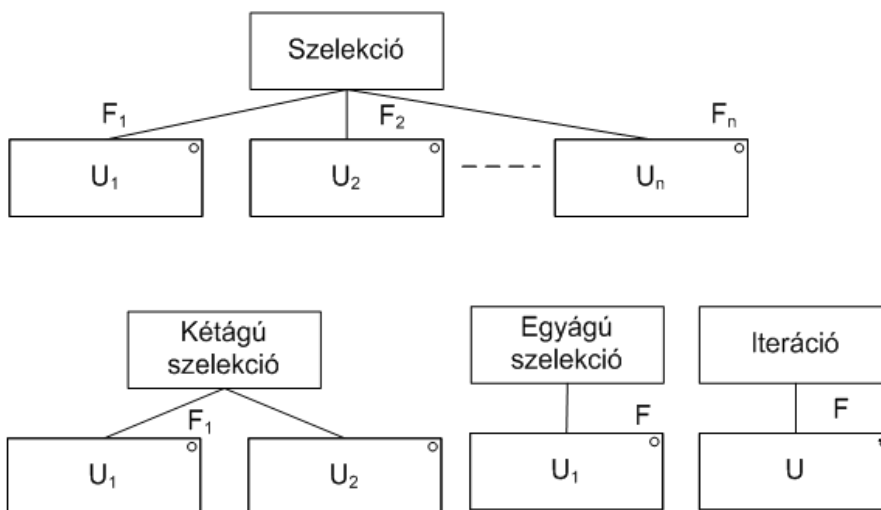 Szelekció
F₁
F₂
Fₙ
U₁
U₂
Uₙ
Kétágú
szelekció
Egyágú
szelekció
Iteráció
F₁
F
F
U₁
U₂
U₁
U